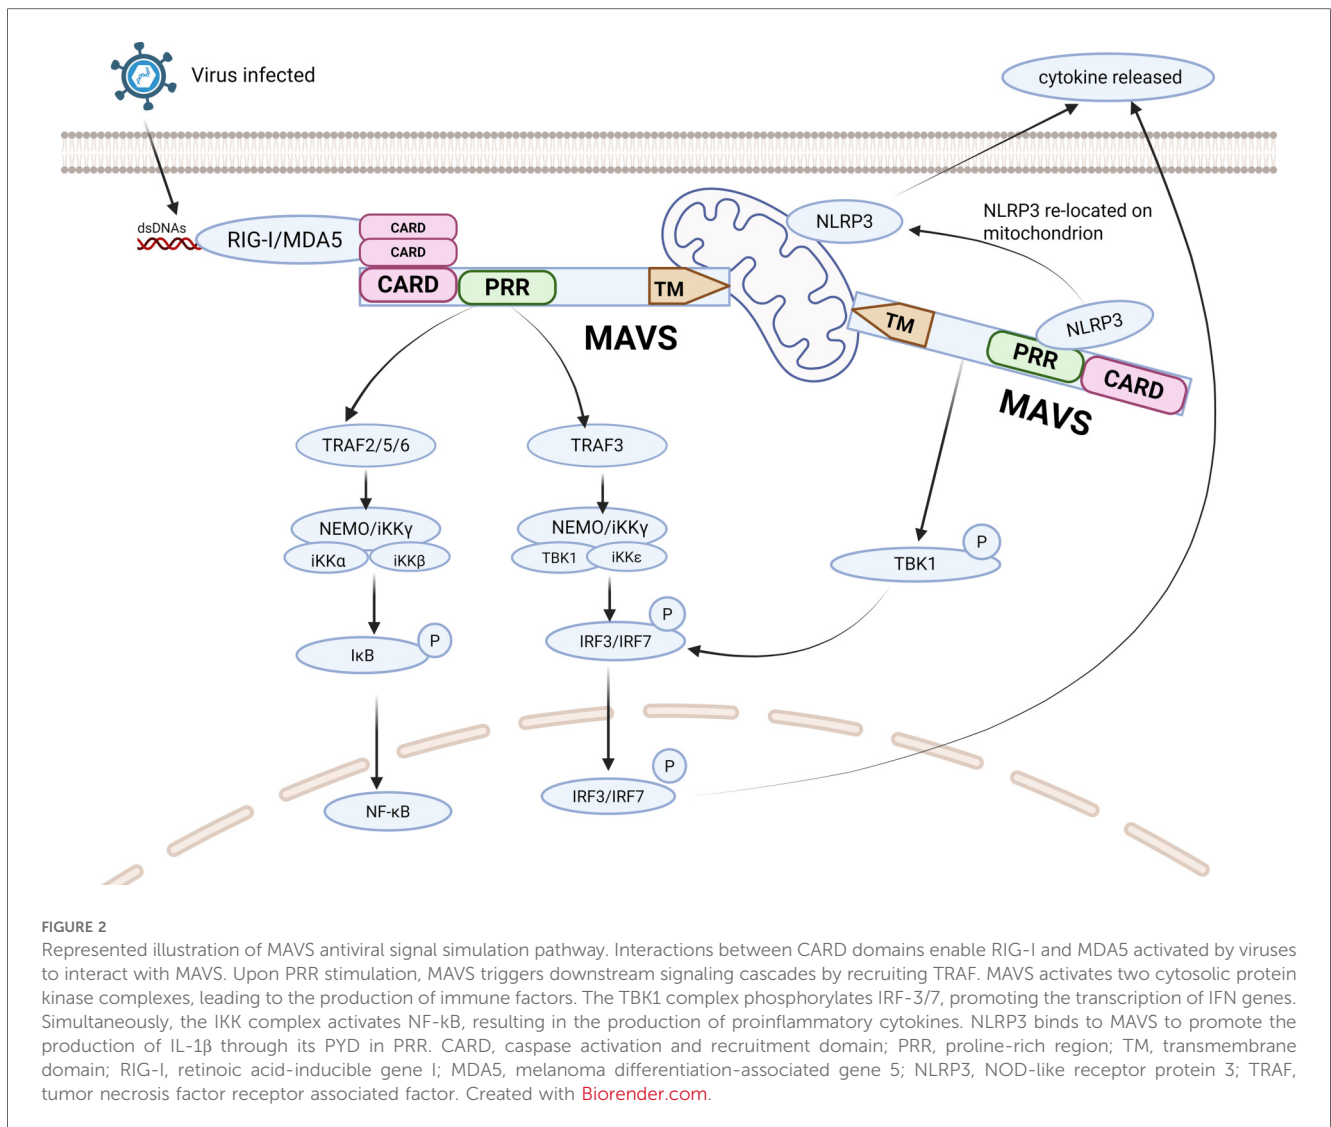 Virus infected
cytokine released
dsDNAs
RIG-I/MDA5
CARD
CARD
CARD
PRR
TM
MAVS
NLRP3
NLRP3 re-located on
mitochondrion
NLRP3
TM
PRR
CARD
MAVS
TRAF2/5/6
TRAF3
NEMO/iKKγ
iKKα
iKKβ
NEMO/iKKγ
TBK1
iKKε
P
TBK1
P
IκB
P
IRF3/IRF7
NF-κB
P
IRF3/IRF7
FIGURE 2
Represented illustration of MAVS antiviral signal simulation pathway. Interactions between CARD domains enable RIG-I and MDA5 activated by viruses
to interact with MAVS. Upon PRR stimulation, MAVS triggers downstream signaling cascades by recruiting TRAF. MAVS activates two cytosolic protein
kinase complexes, leading to the production of immune factors. The TBK1 complex phosphorylates IRF-3/7, promoting the transcription of IFN genes.
Simultaneously, the IKK complex activates NF-kB, resulting in the production of proinflammatory cytokines. NLRP3 binds to MAVS to promote the
production of IL-1β through its PYD in PRR. CARD, caspase activation and recruitment domain; PRR, proline-rich region; TM, transmembrane
domain; RIG-I, retinoic acid-inducible gene I; MDA5, melanoma differentiation-associated gene 5; NLRP3, NOD-like receptor protein 3; TRAF,
tumor necrosis factor receptor associated factor. Created with Biorender.com.